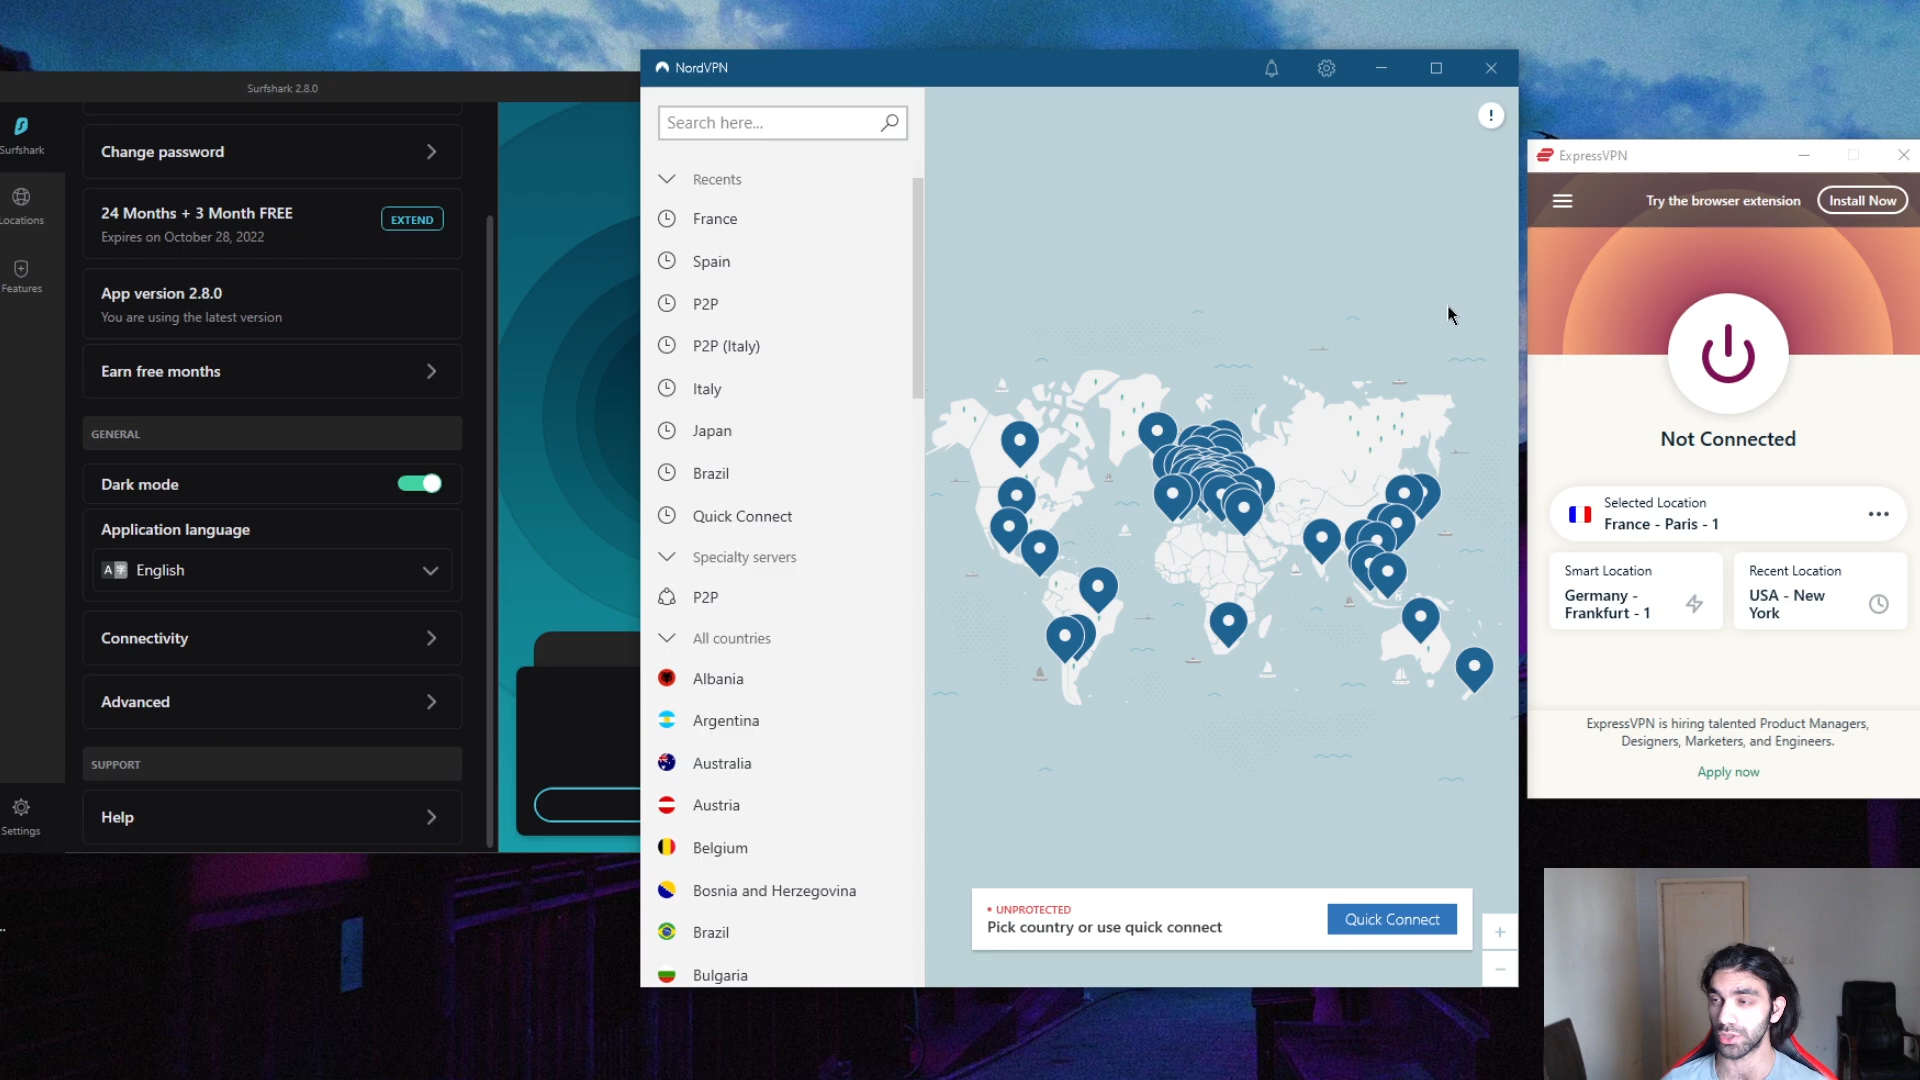 Surfshark 2.8.0
Surfshark
Locations
Features
Settings
Change password
24 Months + 3 Month FREE
EXTEND
Expires on October 28, 2022
App version 2.8.0
You are using the latest version
Earn free months
GENERAL
Dark mode
Application language
English
Connectivity
Advanced
SUPPORT
Help
...
NordVPN
Search here...
Recents
France
Spain
P2P
P2P (Italy)
Italy
Japan
Brazil
Quick Connect
Specialty servers
P2P
All countries
Albania
Argentina
Australia
Austria
Belgium
Bosnia and Herzegovina
Brazil
Bulgaria
!
• UNPROTECTED
Pick country or use quick connect
Quick Connect
+
−
ExpressVPN
Try the browser extension
Install Now
Not Connected
Selected Location
France - Paris - 1
Smart Location
Germany -
Frankfurt - 1
Recent Location
USA - New
York
ExpressVPN is hiring talented Product Managers,
Designers, Marketers, and Engineers.
Apply now